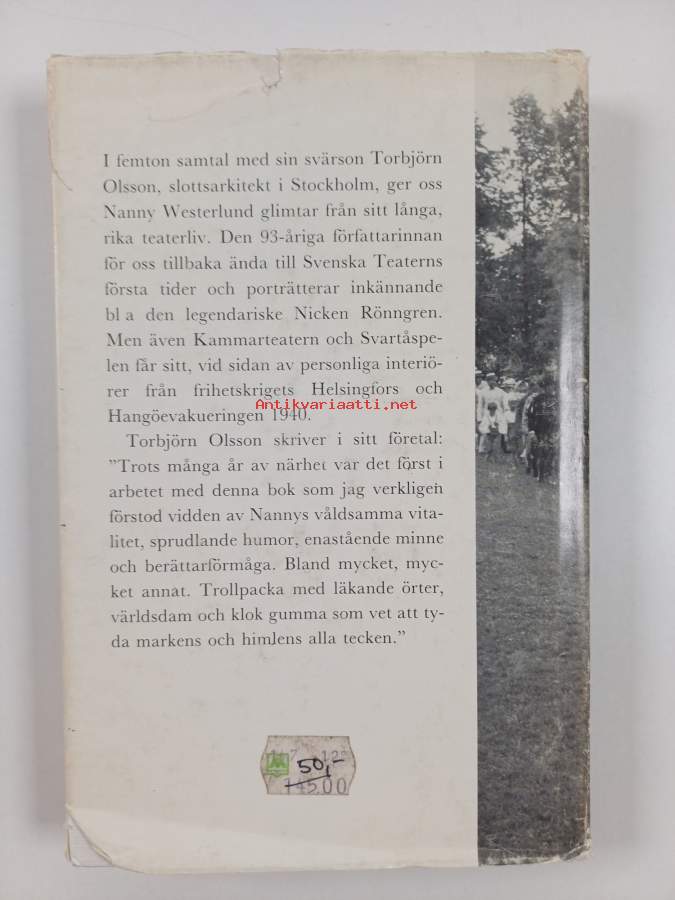 I femton samtal med sin svärson Torbjörn
Olsson, slottsarkitekt i Stockholm, ger oss
Nanny Westerlund glimtar från sitt långa,
rika teaterliv. Den 93-åriga författarinnan
för oss tillbaka ända till Svenska Teaterns
första tider och porträtterar inkännande
bl a den legendariske Nicken Rönngren.
Men även Kammarteatern och Svartåspe-
len får sitt, vid sidan av personliga interiö-
rer från frihetskrigets Helsingfors och
Antikvariaatti.net
Hangöevakueringen 1940.
Torbjörn Olsson skriver i sitt företal:
”Trots många år av närhet var det först i
arbetet med denna bok som jag verkligen
förstod vidden av Nannys våldsamma vita-
litet, sprudlande humor, enastående minne
och berättarförmåga. Bland mycket, myc-
ket annat. Trollpacka med läkande örter,
världsdam och klok gumma som vet att ty-
da markens och himlens alla tecken.”
50,-
145.00